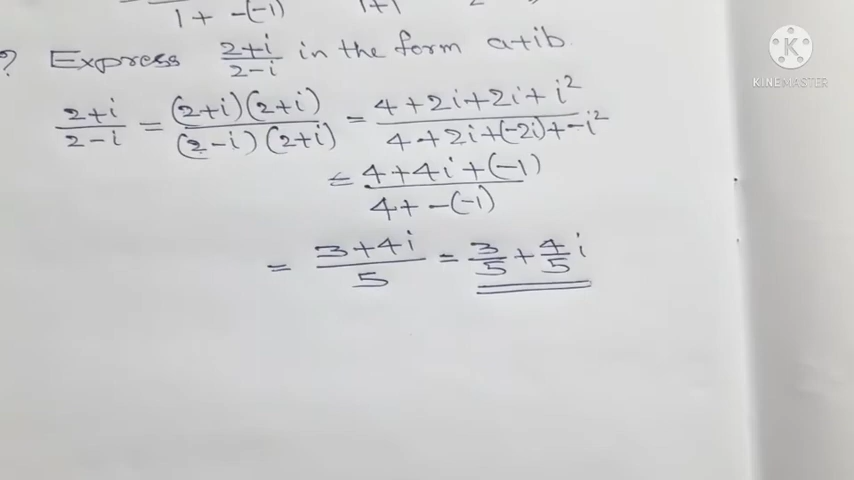 1 + -(-1) 1+1 2
? Express (2+i)/(2-i) in the form a+ib.
KINEMASTER
(2+i)/(2-i) = (2+i)(2+i)/(2-i)(2+i) = (4+2i+2i+i²)/(4+2i+(-2i)+-i²)
= (4+4i+(-1))/(4+-(-1))
= (3+4i)/5 = 3/5 + 4/5 i